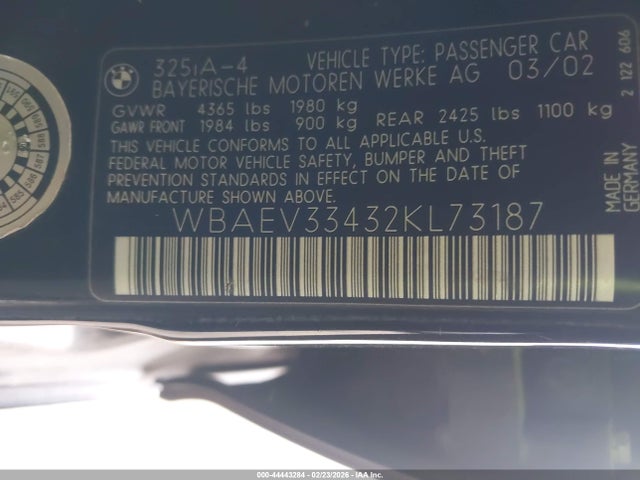 325iA-4 VEHICLE TYPE: PASSENGER CAR
BAYERISCHE MOTOREN WERKE AG 03/02
GVWR 4365 lbs 1980 kg
GAWR FRONT 1984 lbs 900 kg REAR 2425 lbs 1100 kg
THIS VEHICLE CONFORMS TO ALL APPLICABLE U.S.
FEDERAL MOTOR VEHICLE SAFETY, BUMPER AND THEFT
PREVENTION STANDARDS IN EFFECT ON THE DATE OF
MANUFACTURE SHOWN ABOVE:
WBAEV33432KL73187
MADE IN GERMANY 2 122 606
000-44443284 - 02/23/2026 - IAA Inc.